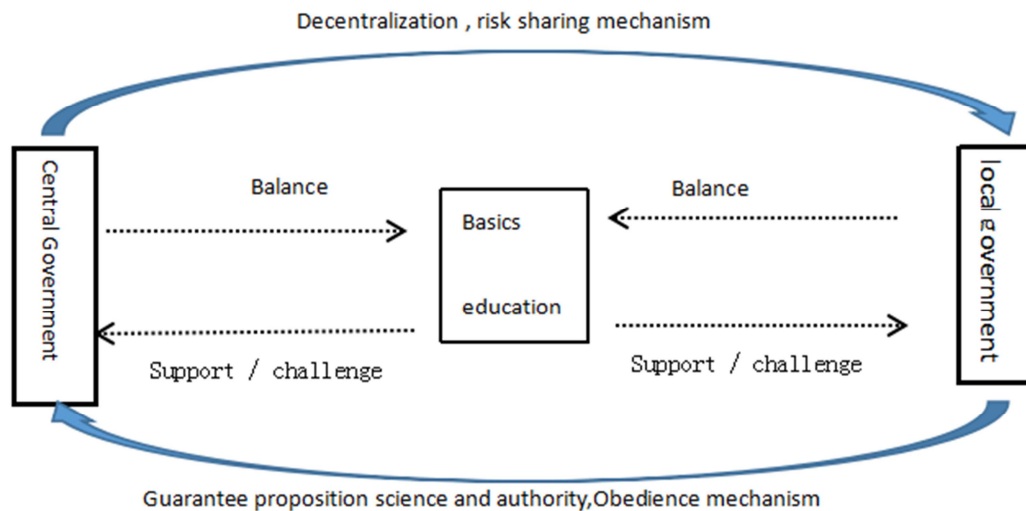 Decentralization , risk sharing mechanism
Central Government
Balance
Basics
education
Balance
local government
Support / challenge
Support / challenge
Guarantee proposition science and authority,Obedience mechanism